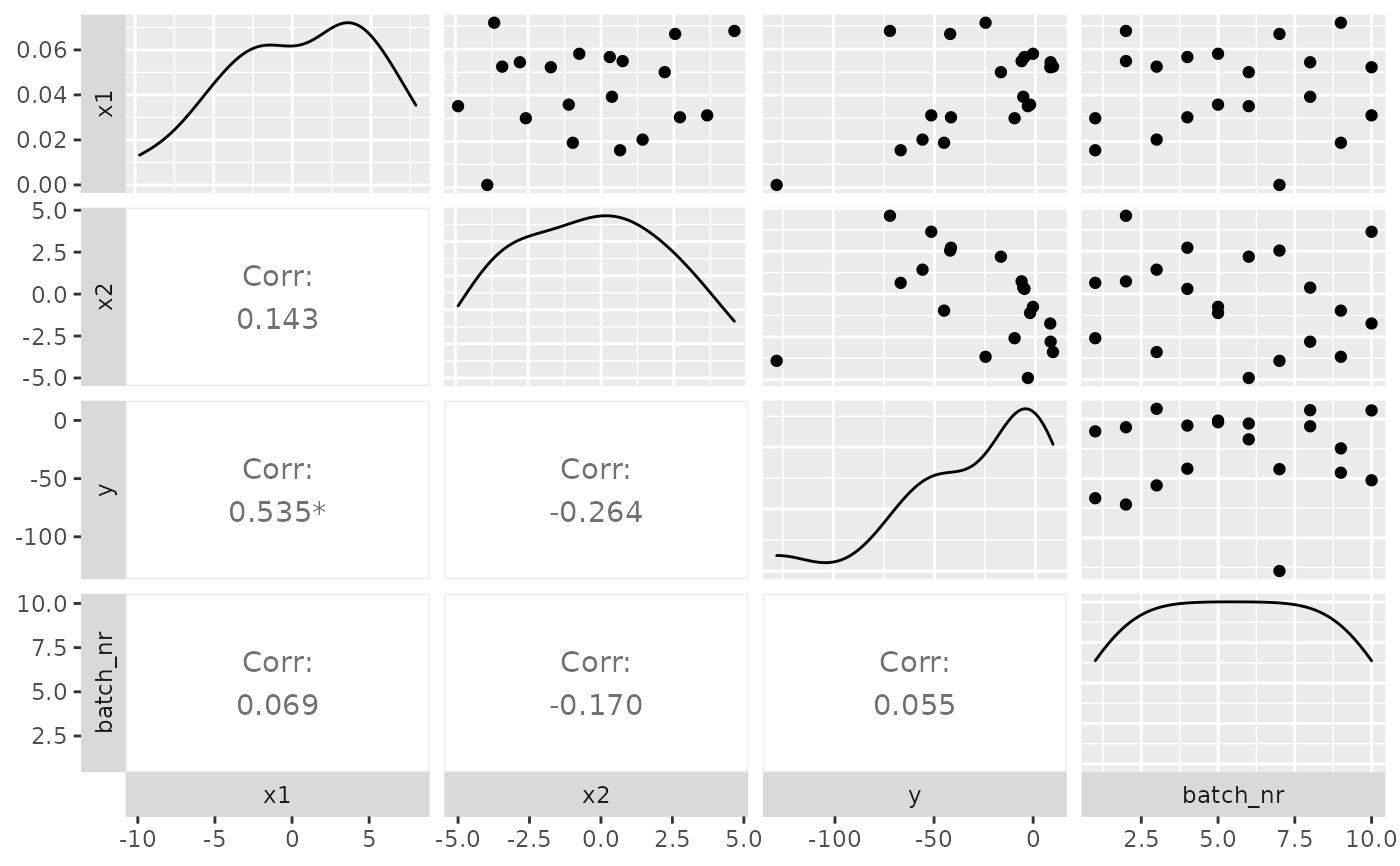 0.06
0.04
0.02
0.00
x1
5.0
2.5
0.0
-2.5
-5.0
x2
Corr:
0.143
0
-50
-100
y
Corr:
0.535*
Corr:
-0.264
10.0
7.5
5.0
2.5
batch_nr
Corr:
0.069
Corr:
-0.170
Corr:
0.055
x1 x2 y batch_nr
-10 -5 0 5 -5.0 -2.5 0.0 2.5 5.0 -100 -50 0 2.5 5.0 7.5 10.0